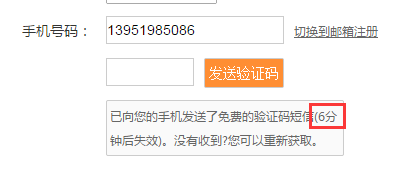 手机号码： 13951985086 切换到邮箱注册
发送验证码
已向您的手机发送了免费的验证码短信(6分
钟后失效)。没有收到?您可以重新获取。